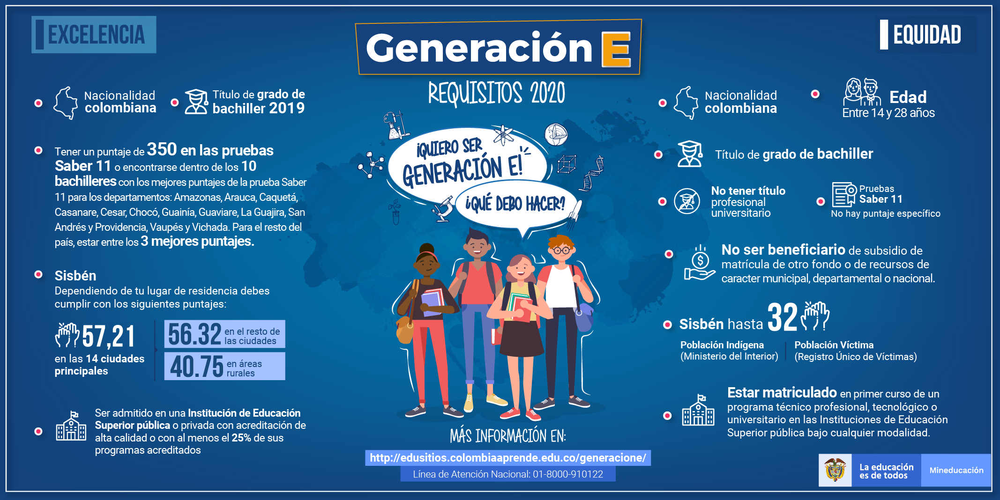 EXCELENCIA
Nacionalidad
colombiana
Título de grado de
bachiller 2019
Tener un puntaje de 350 en las pruebas
Saber 11 o encontrarse dentro de los 10
bachilleres con los mejores puntajes de la prueba Saber
11 para los departamentos: Amazonas, Arauca, Caquetá,
Casanare, Cesar, Chocó, Guainía, Guaviare, La Guajira, San
Andrés y Providencia, Vaupés y Vichada. Para el resto del
país, estar entre los 3 mejores puntajes.
Sisbén
Dependiendo de tu lugar de residencia debes
cumplir con los siguientes puntajes:
57,21
en las 14 ciudades
principales
56.32 en el resto de
las ciudades
40.75 en áreas
rurales
Ser admitido en una Institución de Educación
Superior pública o privada con acreditación de
alta calidad o con al menos el 25% de sus
programas acreditados
Generación E
REQUISITOS 2020
¡QUIERO SER
GENERACIÓN E!
¿QUÉ DEBO HACER?
MÁS INFORMACIÓN EN:
http://edusitios.colombiaaprende.edu.co/generacione/
Línea de Atención Nacional: 01-8000-910122
EQUIDAD
Nacionalidad
colombiana
Edad
Entre 14 y 28 años
Título de grado de bachiller
No tener título
profesional
universitario
Pruebas
Saber 11
No hay puntaje específico
$
No ser beneficiario de subsidio de
matrícula de otro fondo o de recursos de
caracter municipal, departamental o nacional.
Sisbén hasta 32
Población Indígena
(Ministerio del Interior)
Población Víctima
(Registro Único de Víctimas)
Estar matriculado en primer curso de un
programa técnico profesional, tecnológico o
universitario en las Instituciones de Educación
Superior pública bajo cualquier modalidad.
La educación
es de todos
Mineducación